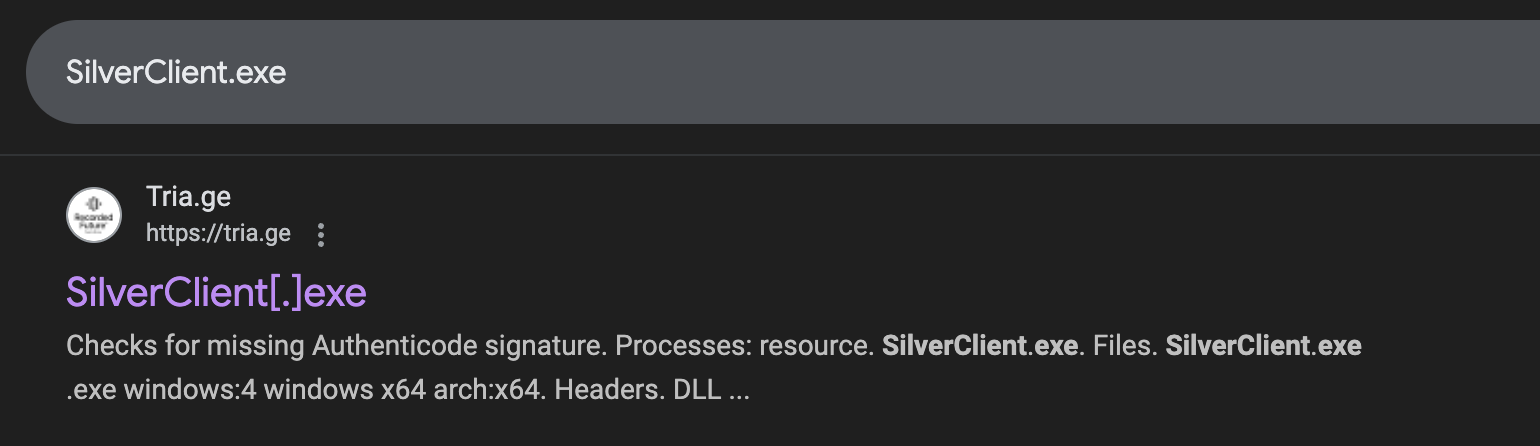 SilverClient.exe
Tria.ge
Recorded
Future
https://tria.ge
SilverClient[.]exe
Checks for missing Authenticode signature. Processes: resource. SilverClient.exe. Files. SilverClient.exe
.exe windows:4 windows x64 arch:x64. Headers. DLL ...